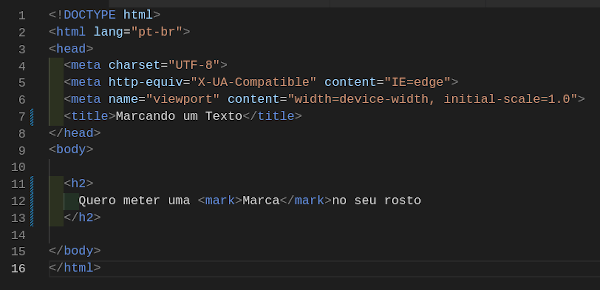 1 <!DOCTYPE html>
2 <html lang="pt-br">
3 <head>
4 <meta charset="UTF-8">
5 <meta http-equiv="X-UA-Compatible" content="IE=edge">
6 <meta name="viewport" content="width=device-width, initial-scale=1.0">
7 <title>Marcando um Texto</title>
8 </head>
9 <body>
10
11 <h2>
12 Quero meter uma <mark>Marca</mark>no seu rosto
13 </h2>
14
15 </body>
16 </html>